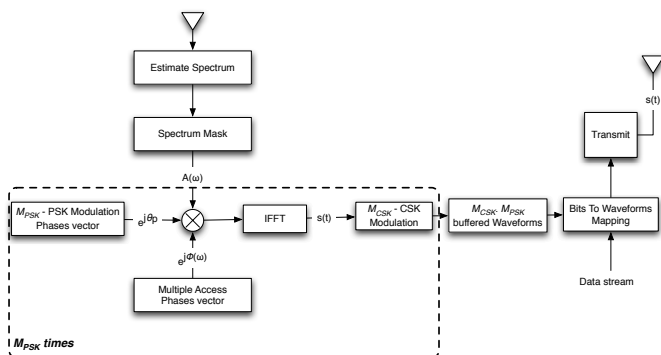 Estimate Spectrum
s(t)
Spectrum Mask
Transmit
A(ω)
M_PSK - PSK Modulation
Phases vector
e^jθp
IFFT
s(t)
M_CSK - CSK
Modulation
M_CSK. M_PSK
buffered Waveforms
Bits To Waveforms
Mapping
e^jΦ(ω)
Multiple Access
Phases vector
Data stream
M_PSK times